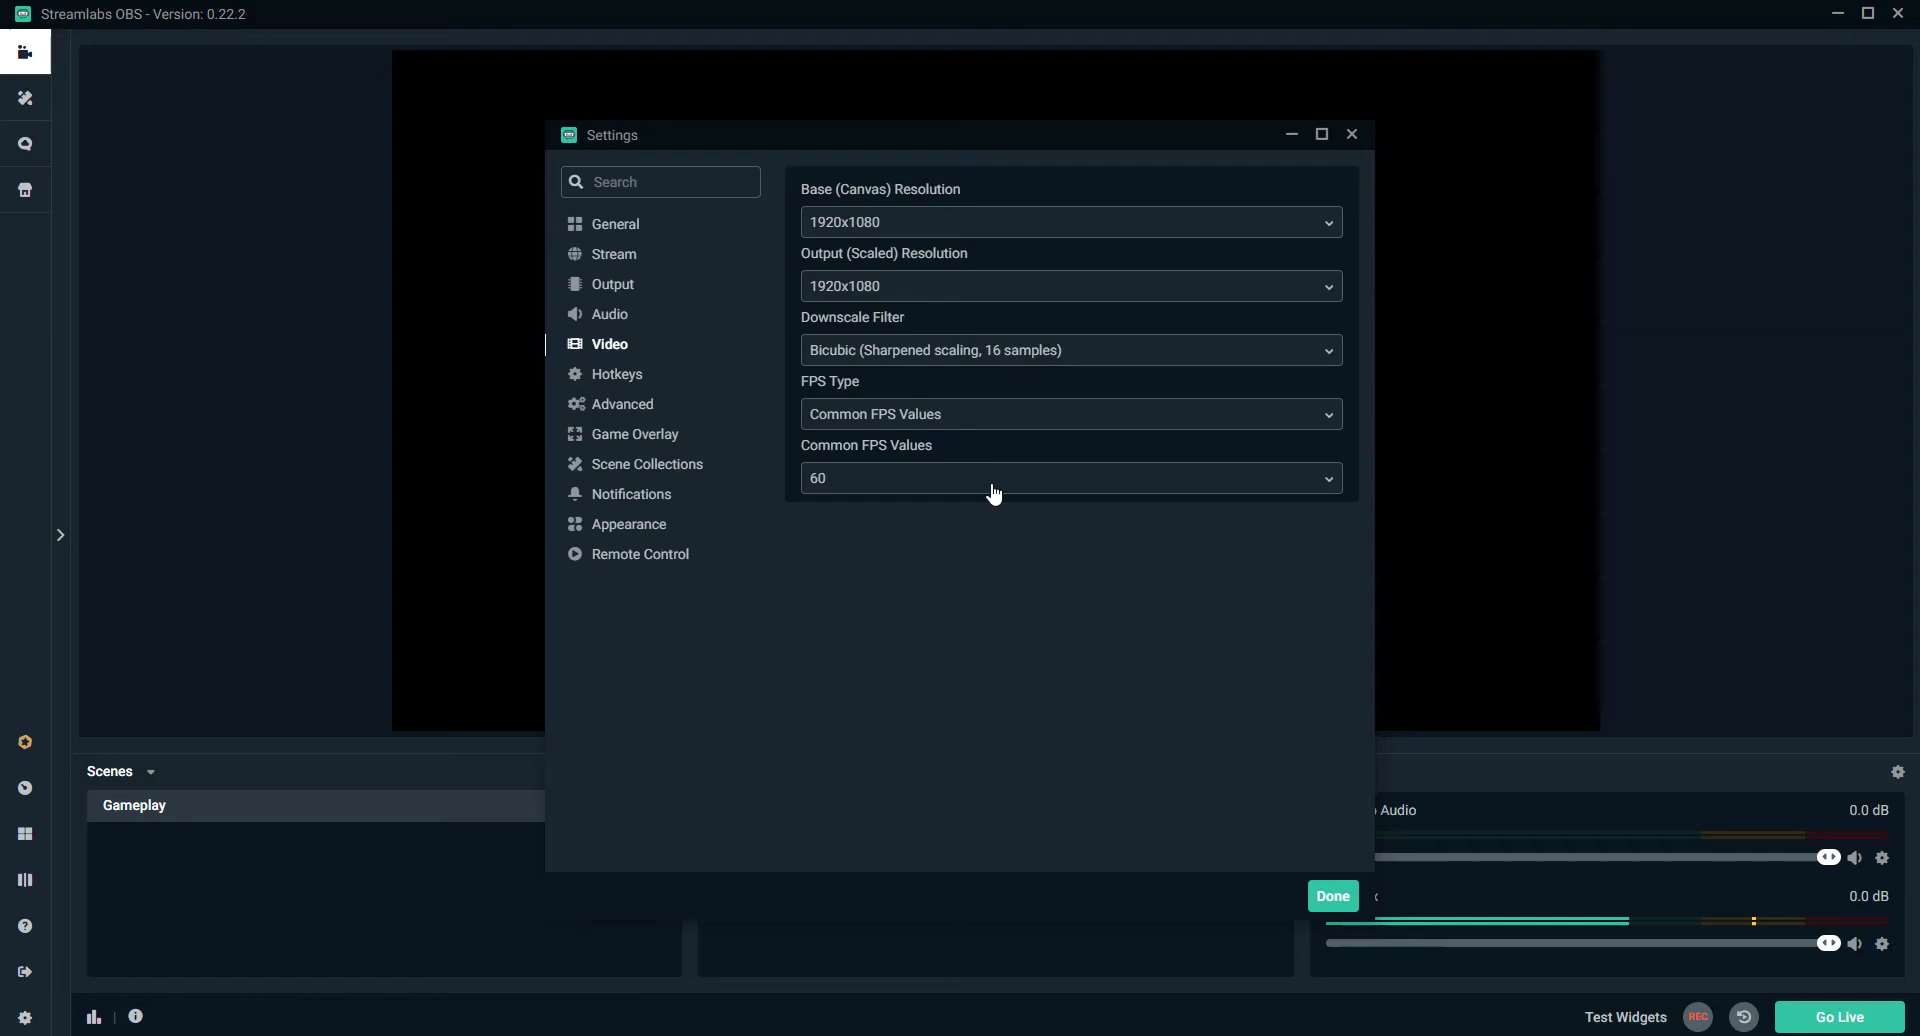 Streamlabs OBS - Version: 0.22.2
Settings
Search
General
Stream
Output
Audio
Video
Hotkeys
Advanced
Game Overlay
Scene Collections
Notifications
Appearance
Remote Control
Base (Canvas) Resolution
1920x1080
Output (Scaled) Resolution
1920x1080
Downscale Filter
Bicubic (Sharpened scaling, 16 samples)
FPS Type
Common FPS Values
Common FPS Values
60
Done
Scenes
Gameplay
Audio
0.0 dB
0.0 dB
Test Widgets
REC
Go Live